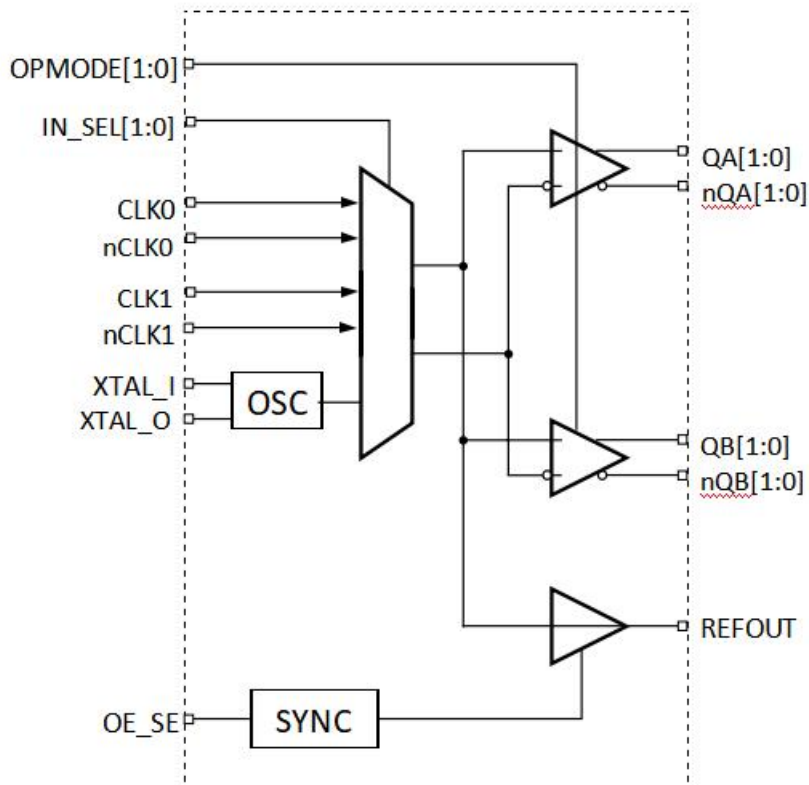 OPMODE[1:0]
IN_SEL[1:0]
CLK0
nCLK0
CLK1
nCLK1
XTAL_I
XTAL_O
OSC
QA[1:0]
nQA[1:0]
QB[1:0]
nQB[1:0]
REFOUT
OE_SE
SYNC